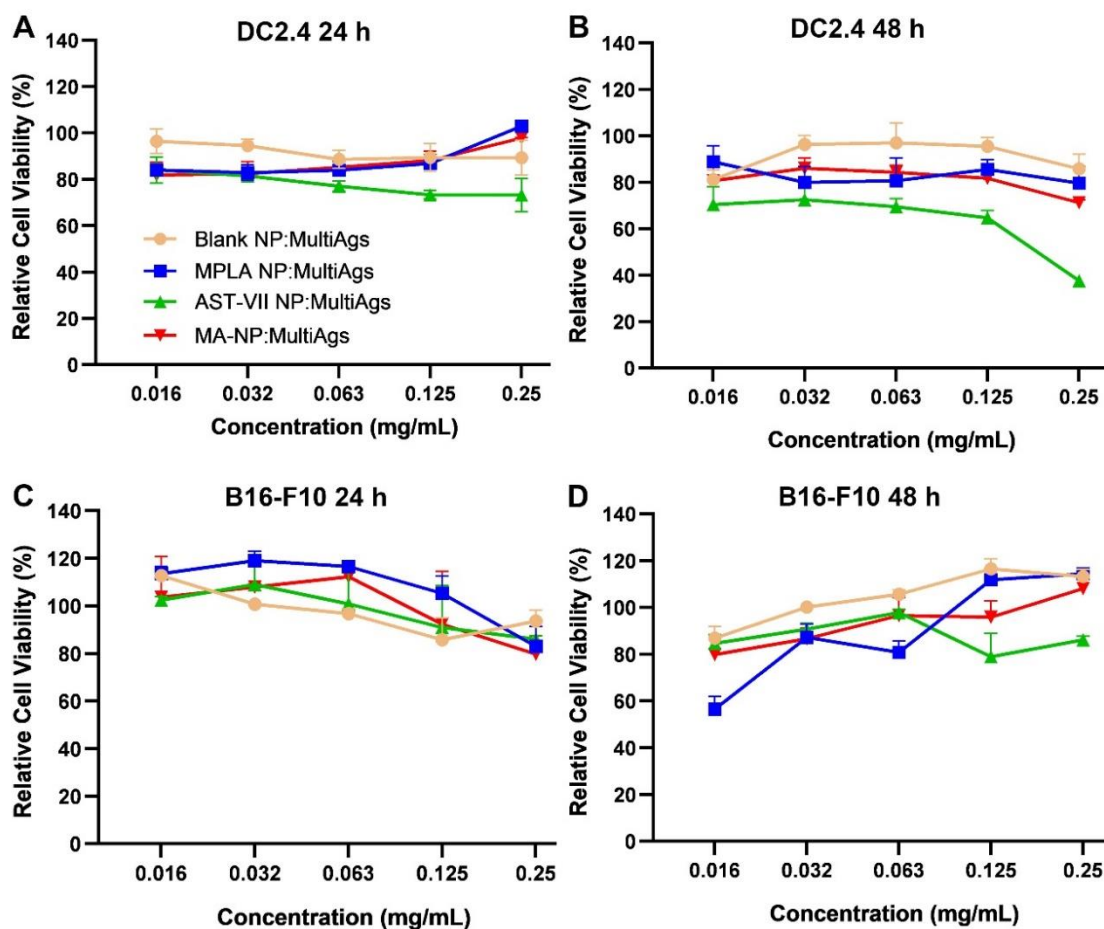 A
DC2.4 24 h
Relative Cell Viability (%)
140
120
100
80
60
40
20
0
Blank NP:MultiAgs
MPLA NP:MultiAgs
AST-VII NP:MultiAgs
MA-NP:MultiAgs
0.016 0.032 0.063 0.125 0.25
Concentration (mg/mL)
B
DC2.4 48 h
Relative Cell Viability (%)
140
120
100
80
60
40
20
0
0.016 0.032 0.063 0.125 0.25
Concentration (mg/mL)
C
B16-F10 24 h
Relative Cell Viability (%)
140
120
100
80
60
40
20
0
0.016 0.032 0.063 0.125 0.25
Concentration (mg/mL)
D
B16-F10 48 h
Relative Cell Viability (%)
140
120
100
80
60
40
20
0
0.016 0.032 0.063 0.125 0.25
Concentration (mg/mL)